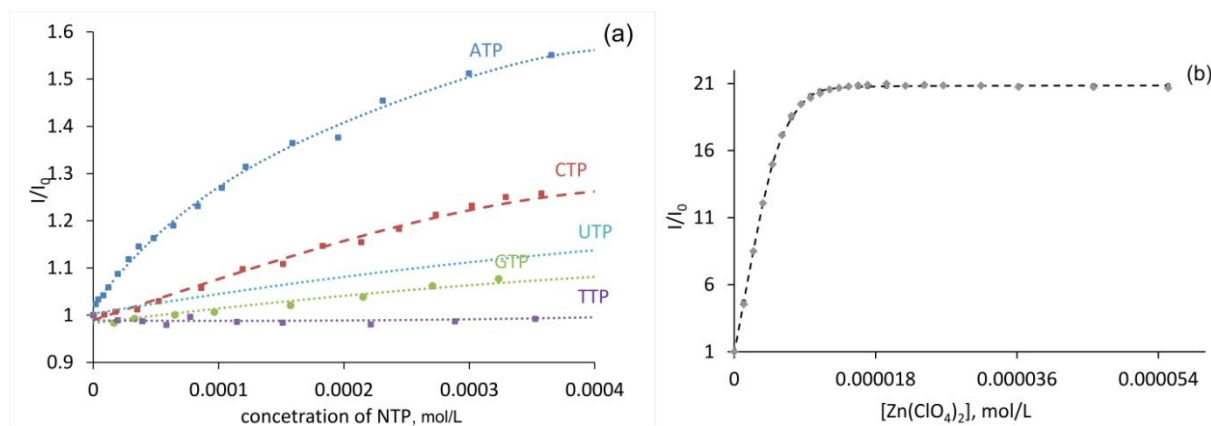 (a)
1.6
1.5
1.4
1.3
1.2
1.1
1
0.9
I/I0
ATP
CTP
UTP
GTP
TTP
0 0.0001 0.0002 0.0003 0.0004
concetration of NTP, mol/L
(b)
21
16
11
6
1
I/I0
0 0.000018 0.000036 0.000054
[Zn(ClO4)2], mol/L